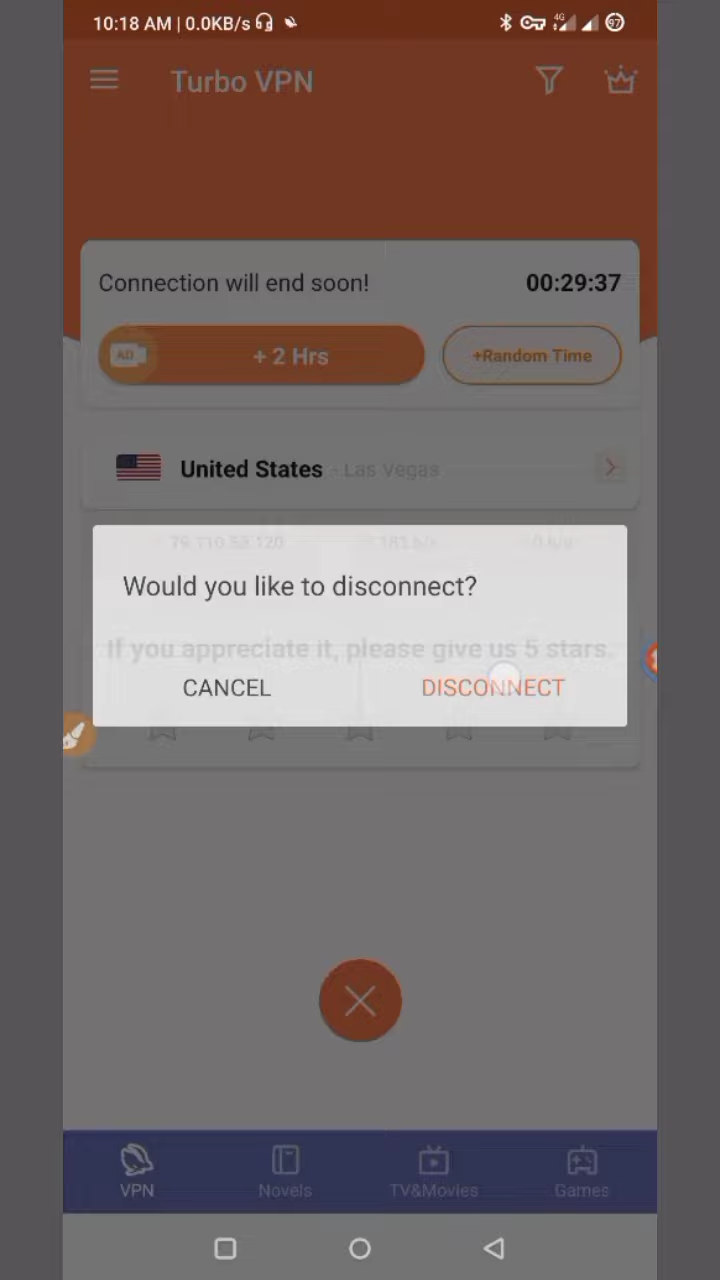 10:18 AM | 0.0KB/s
4G
97
Turbo VPN
Connection will end soon! 00:29:37
AD + 2 Hrs +Random Time
United States - Las Vegas
Would you like to disconnect?
If you appreciate it, please give us 5 stars.
CANCEL DISCONNECT
VPN Novels TV&Movies Games